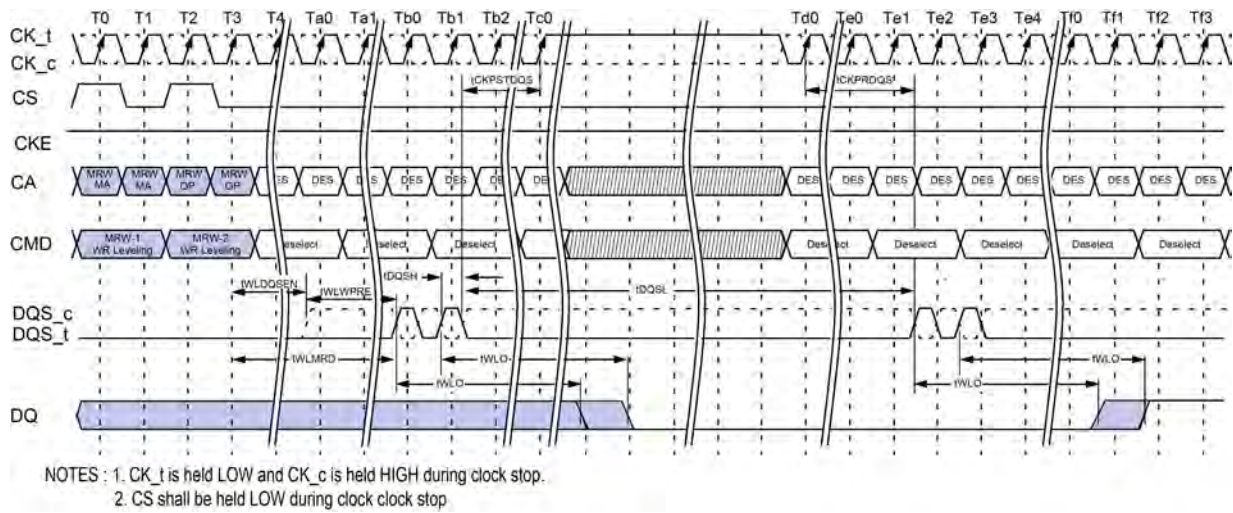 T0 T1 T2 T3 T4 Ta0 Ta1 Tb0 Tb1 Tb2 Tc0 Td0 Te0 Te1 Te2 Te3 Te4 Tf0 Tf1 Tf2 Tf3
CK_t
CK_c
tCKPSTDQS tCKPRDQS
CS
CKE
MRW MRW MRW MRW
CA DES DES DES DES DES DES DES DES DES DES DES DES DES DES DES DES
MA MA OP OP
CMD
MRW-1 MRW-2
WR Leveling WR Leveling
Deselect Deselect Deselect Deselect Deselect Deselect Deselect Deselect
tWLDQSEN tDQSH tDQSL
tWLWPRE
DQS_c
DQS_t
tWLMRD tWLO tWLO
tWLO tWLO
DQ
NOTES : 1. CK_t is held LOW and CK_c is held HIGH during clock stop.
2. CS shall be held LOW during clock clock stop